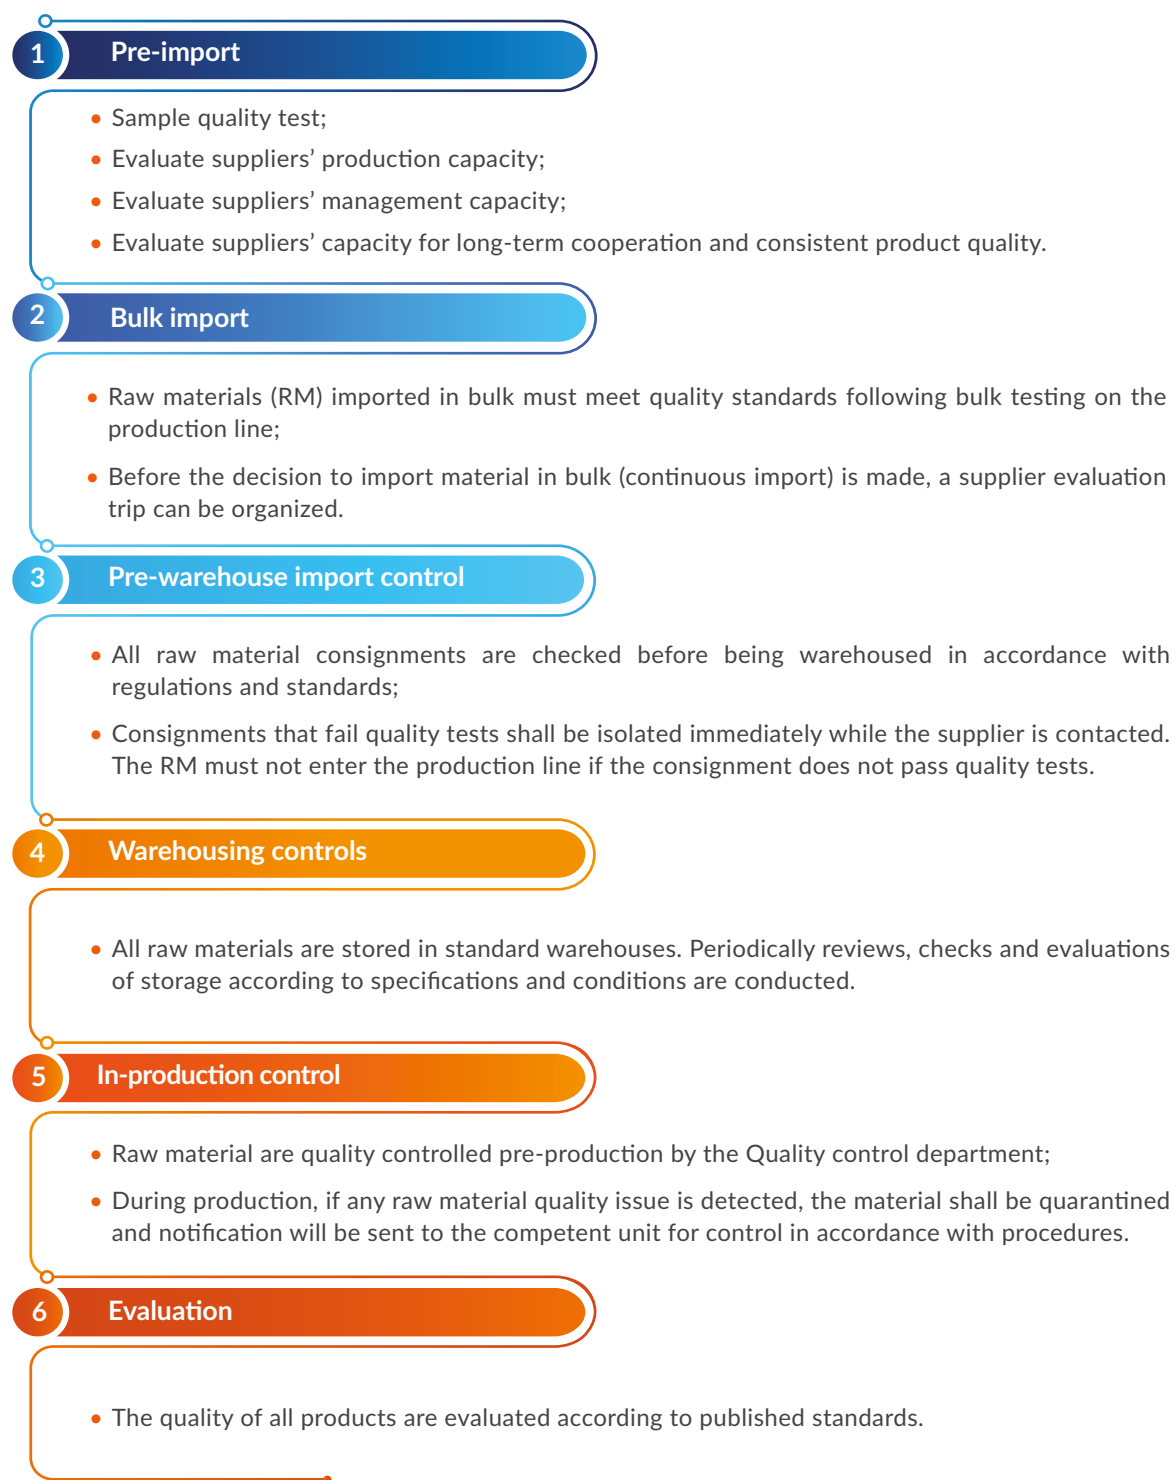 1 Pre-import
• Sample quality test;
• Evaluate suppliers’ production capacity;
• Evaluate suppliers’ management capacity;
• Evaluate suppliers’ capacity for long-term cooperation and consistent product quality.
2 Bulk import
• Raw materials (RM) imported in bulk must meet quality standards following bulk testing on the
production line;
• Before the decision to import material in bulk (continuous import) is made, a supplier evaluation
trip can be organized.
3 Pre-warehouse import control
• All raw material consignments are checked before being warehoused in accordance with
regulations and standards;
• Consignments that fail quality tests shall be isolated immediately while the supplier is contacted.
The RM must not enter the production line if the consignment does not pass quality tests.
4 Warehousing controls
• All raw materials are stored in standard warehouses. Periodically reviews, checks and evaluations
of storage according to specifications and conditions are conducted.
5 In-production control
• Raw material are quality controlled pre-production by the Quality control department;
• During production, if any raw material quality issue is detected, the material shall be quarantined
and notification will be sent to the competent unit for control in accordance with procedures.
6 Evaluation
• The quality of all products are evaluated according to published standards.